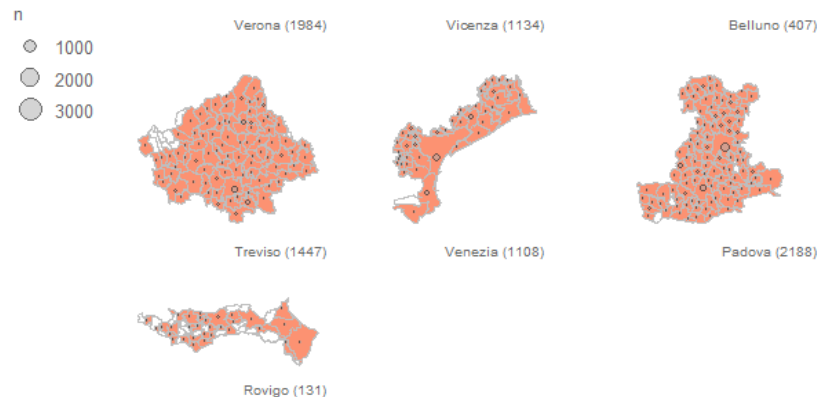 n
1000
2000
3000
Verona (1984)
Vicenza (1134)
Belluno (407)
Treviso (1447)
Venezia (1108)
Padova (2188)
Rovigo (131)